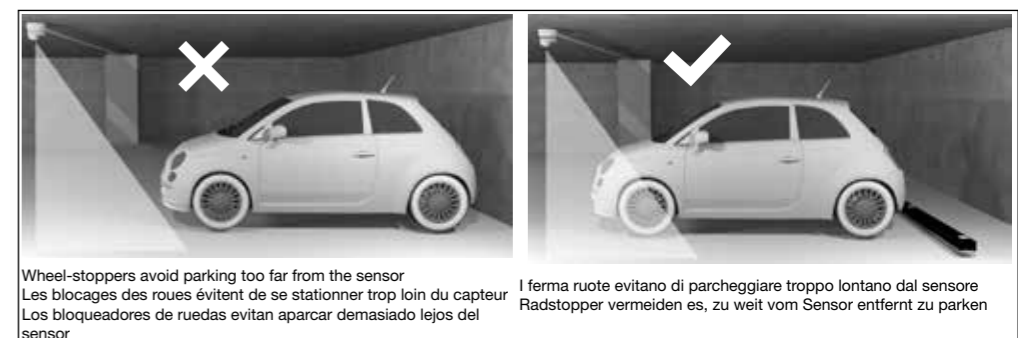 Wheel-stoppers avoid parking too far from the sensor
Les blocages des roues évitent de se stationner trop loin du capteur
Los bloqueadores de ruedas evitan aparcar demasiado lejos del
sensor
I ferma ruote evitano di parcheggiare troppo lontano dal sensore
Radstopper vermeiden es, zu weit vom Sensor entfernt zu parken